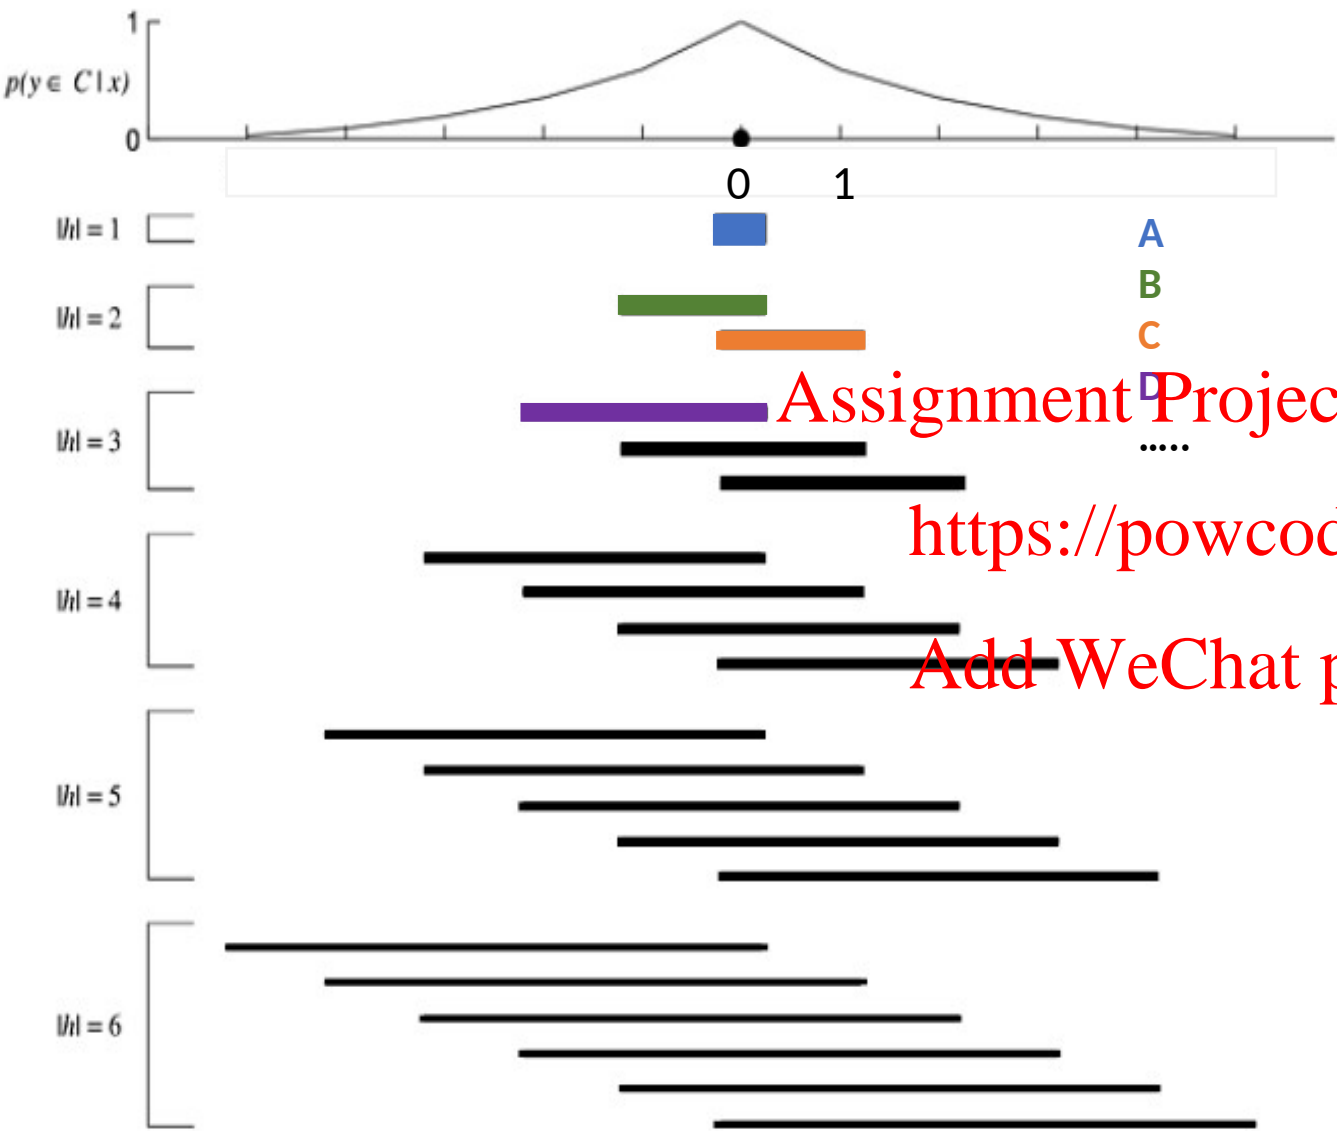 1
p(y ∈ C | x)
0
0 1
|h| = 1
A
B
|h| = 2
C
D
Assignment Projec
|h| = 3
.....
https://powcod
|h| = 4
Add WeChat p
|h| = 5
|h| = 6